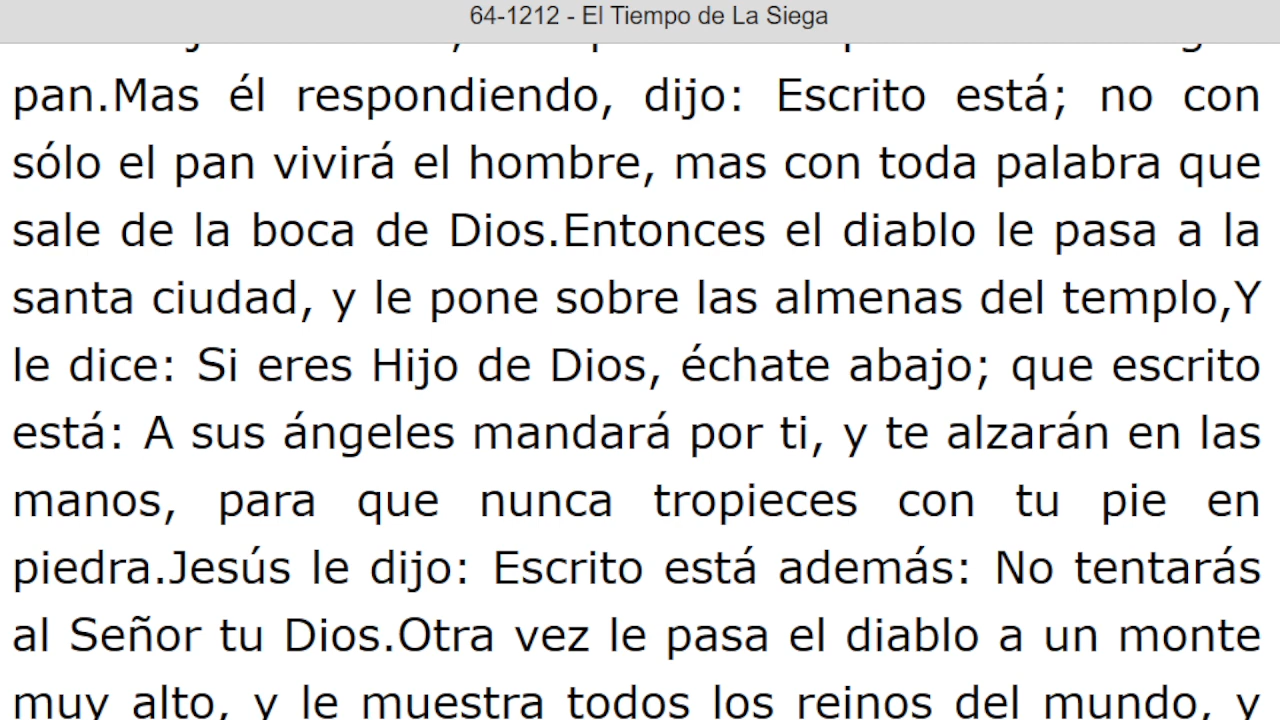 64-1212 - El Tiempo de La Siega
pan.Mas él respondiendo, dijo: Escrito está; no con
sólo el pan vivirá el hombre, mas con toda palabra que
sale de la boca de Dios.Entonces el diablo le pasa a la
santa ciudad, y le pone sobre las almenas del templo,Y
le dice: Si eres Hijo de Dios, échate abajo; que escrito
está: A sus ángeles mandará por ti, y te alzarán en las
manos, para que nunca tropieces con tu pie en
piedra.Jesús le dijo: Escrito está además: No tentarás
al Señor tu Dios.Otra vez le pasa el diablo a un monte
muy alto, y le muestra todos los reinos del mundo, y